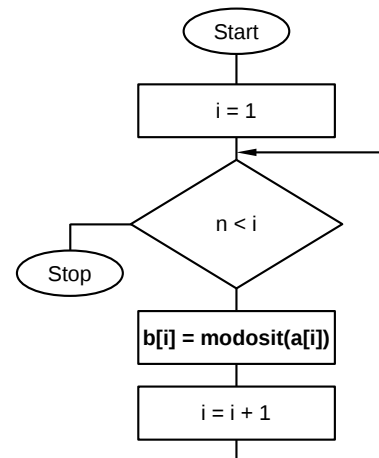 Start
i = 1
n < i
Stop
b[i] = modosit(a[i])
i = i + 1